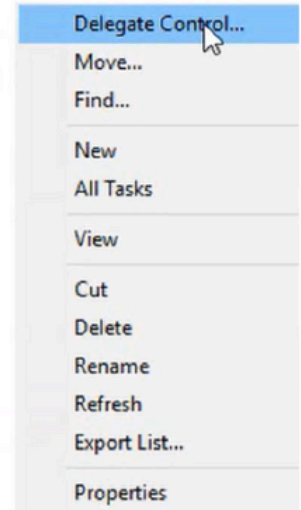 Delegate Control...
Move...
Find...
New
All Tasks
View
Cut
Delete
Rename
Refresh
Export List...
Properties